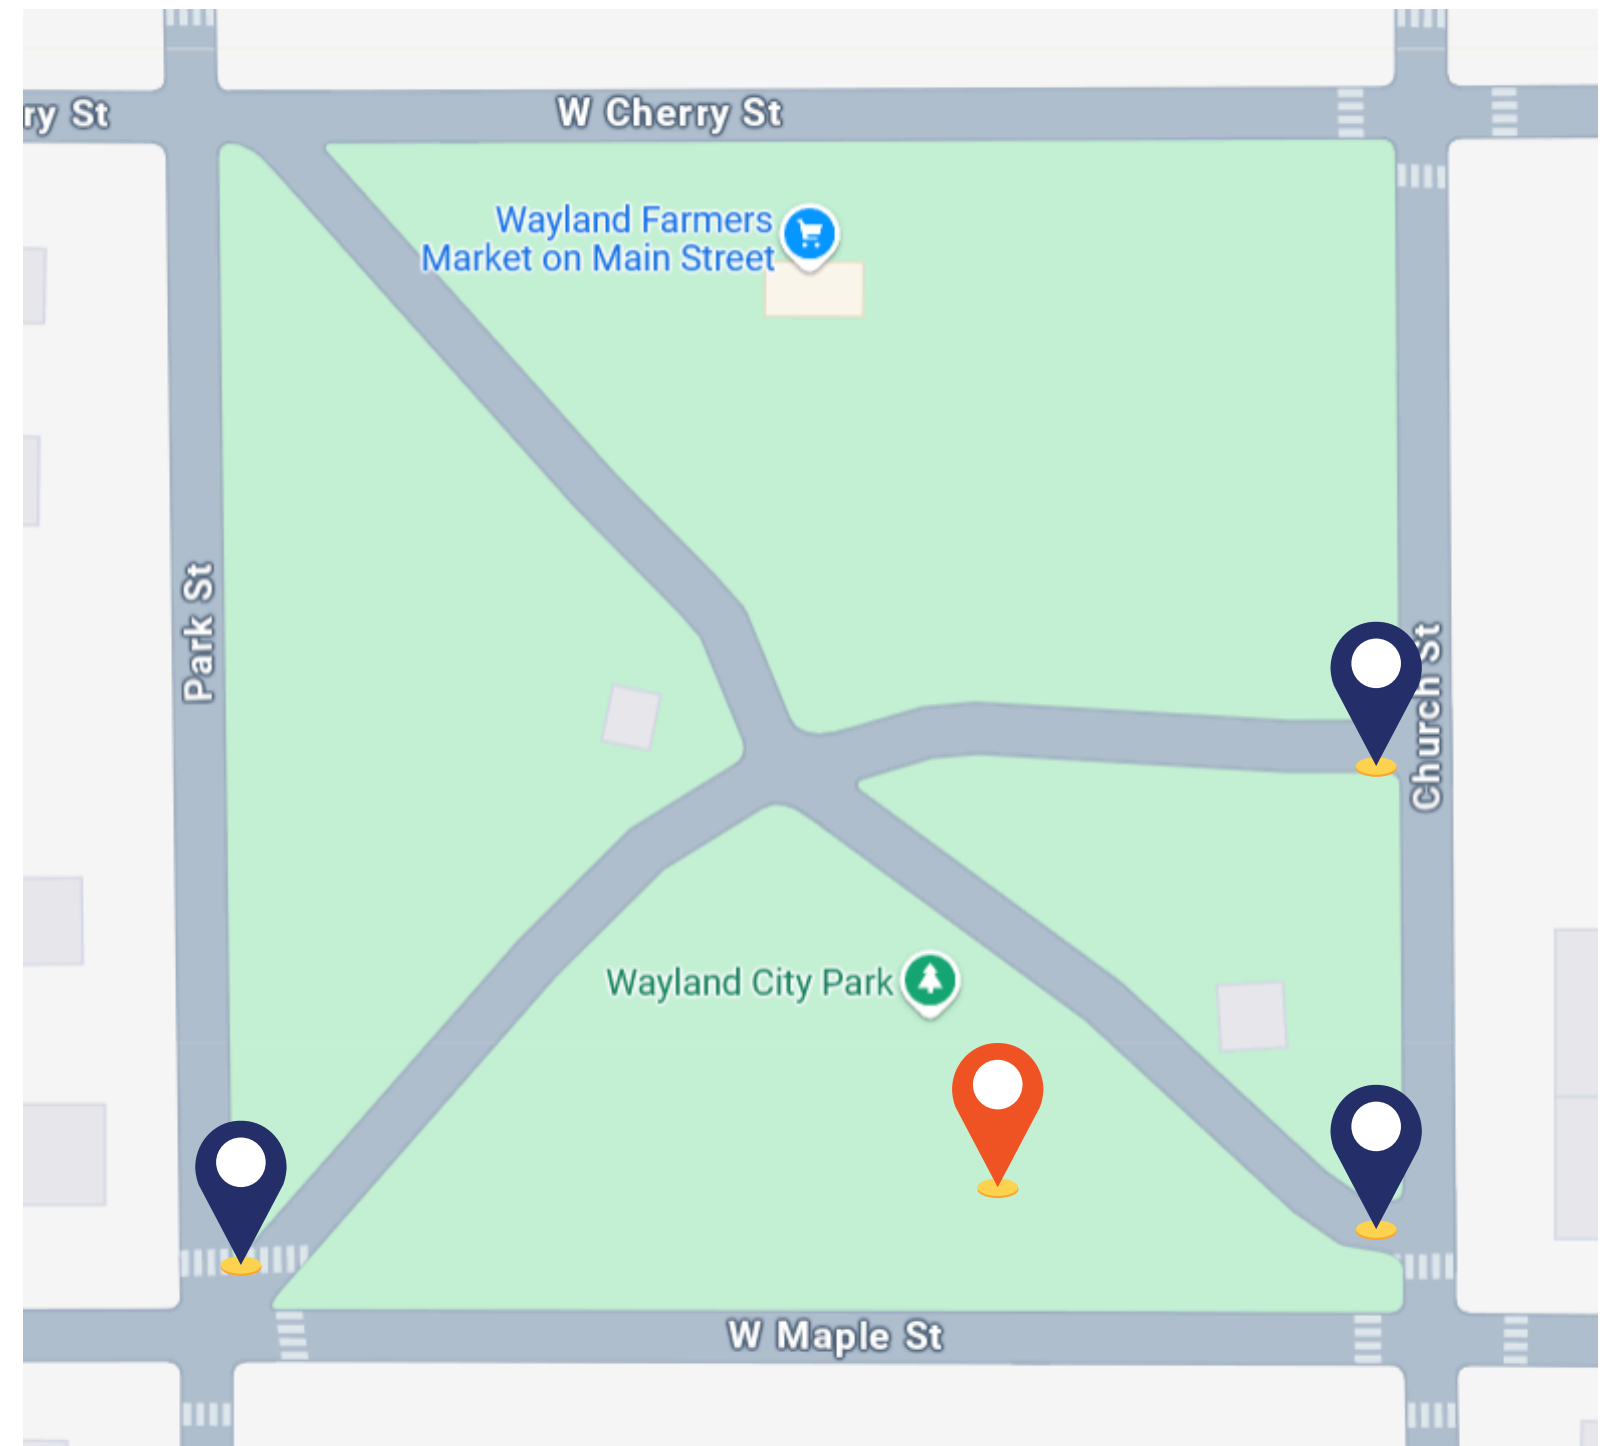 ry St
W Cherry St
Wayland Farmers
Market on Main Street
Park St
Church St
Wayland City Park
W Maple St